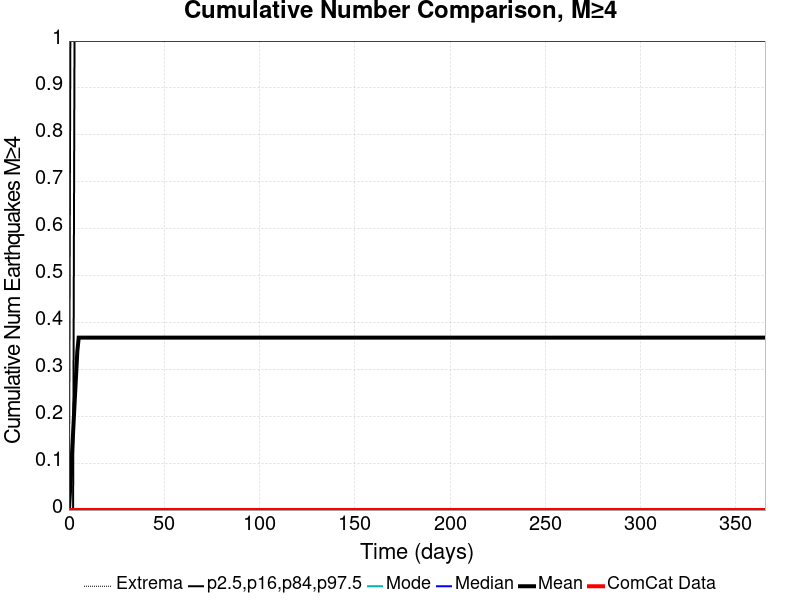 Cumulative Number Comparison, M≥4
Cumulative Num Earthquakes M≥4
1
0.9
0.8
0.7
0.6
0.5
0.4
0.3
0.2
0.1
0
0 50 100 150 200 250 300 350
Time (days)
Extrema p2.5,p16,p84,p97.5 Mode Median Mean ComCat Data